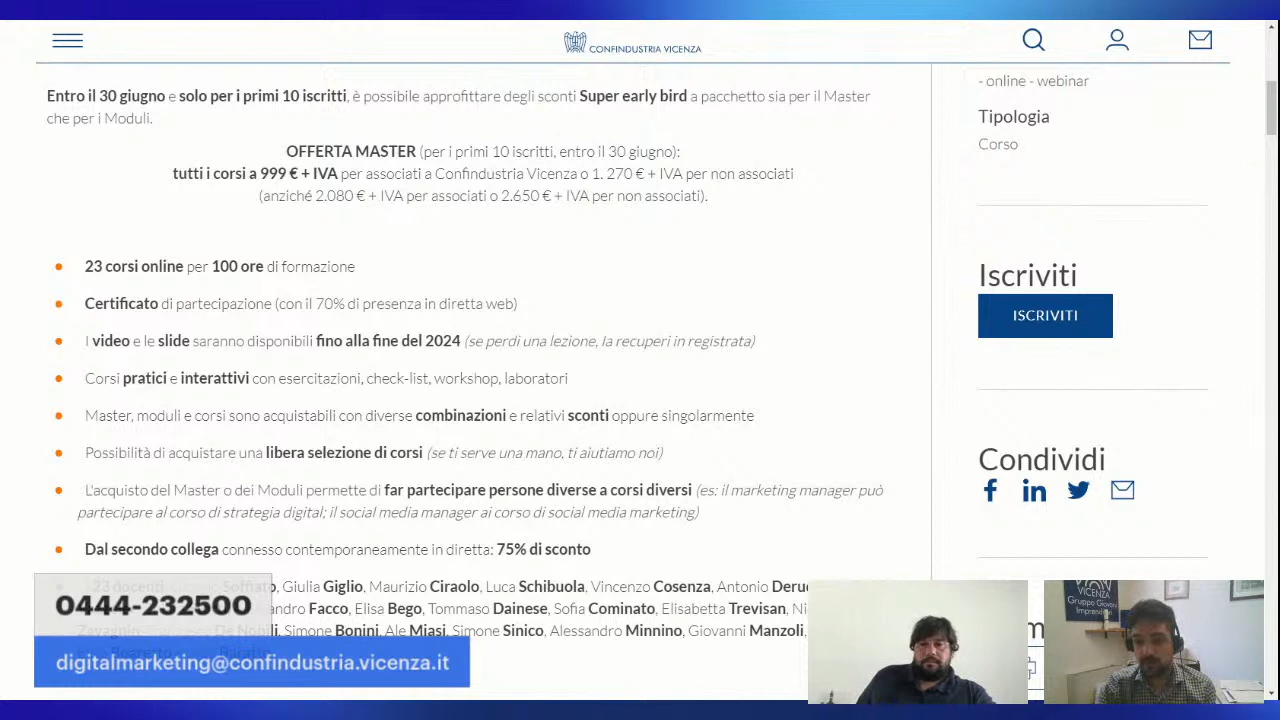 CONFINDUSTRIA VICENZA
Entro il 30 giugno e solo per i primi 10 iscritti, è possibile approfittare degli sconti Super early bird a pacchetto sia per il Master
che per i Moduli.
OFFERTA MASTER (per i primi 10 iscritti, entro il 30 giugno):
tutti i corsi a 999 € + IVA per associati a Confindustria Vicenza o 1. 270 € + IVA per non associati
(anziché 2.080 € + IVA per associati o 2.650 € + IVA per non associati).
23 corsi online per 100 ore di formazione
Certificato di partecipazione (con il 70% di presenza in diretta web)
I video e le slide saranno disponibili fino alla fine del 2024 (se perdi una lezione, la recuperi in registrata)
Corsi pratici e interattivi con esercitazioni, check-list, workshop, laboratori
Master, moduli e corsi sono acquistabili con diverse combinazioni e relativi sconti oppure singolarmente
Possibilità di acquistare una libera selezione di corsi (se ti serve una mano, ti aiutiamo noi)
L'acquisto del Master o dei Moduli permette di far partecipare persone diverse a corsi diversi (es: il marketing manager può
partecipare al corso di strategia digital; il social media manager ai corso di social media marketing)
Dal secondo collega connesso contemporaneamente in diretta: 75% di sconto
23 docenti Soffiato, Giulia Giglio, Maurizio Ciraolo, Luca Schibuola, Vincenzo Cosenza, Antonio
Facco, Elisa Bego, Tommaso Dainese, Sofia Cominato, Elisabetta Trevisan,
De Nobili, Simone Bonini, Ale Miasi, Simone Sinico, Alessandro Minnino, Giovanni Manzoli,
0444-232500
digitalmarketing@confindustria.vicenza.it
- online - webinar
Tipologia
Corso
Iscriviti
ISCRIVITI
Condividi
VICENZA
Gruppo Giovani
Imprenditori